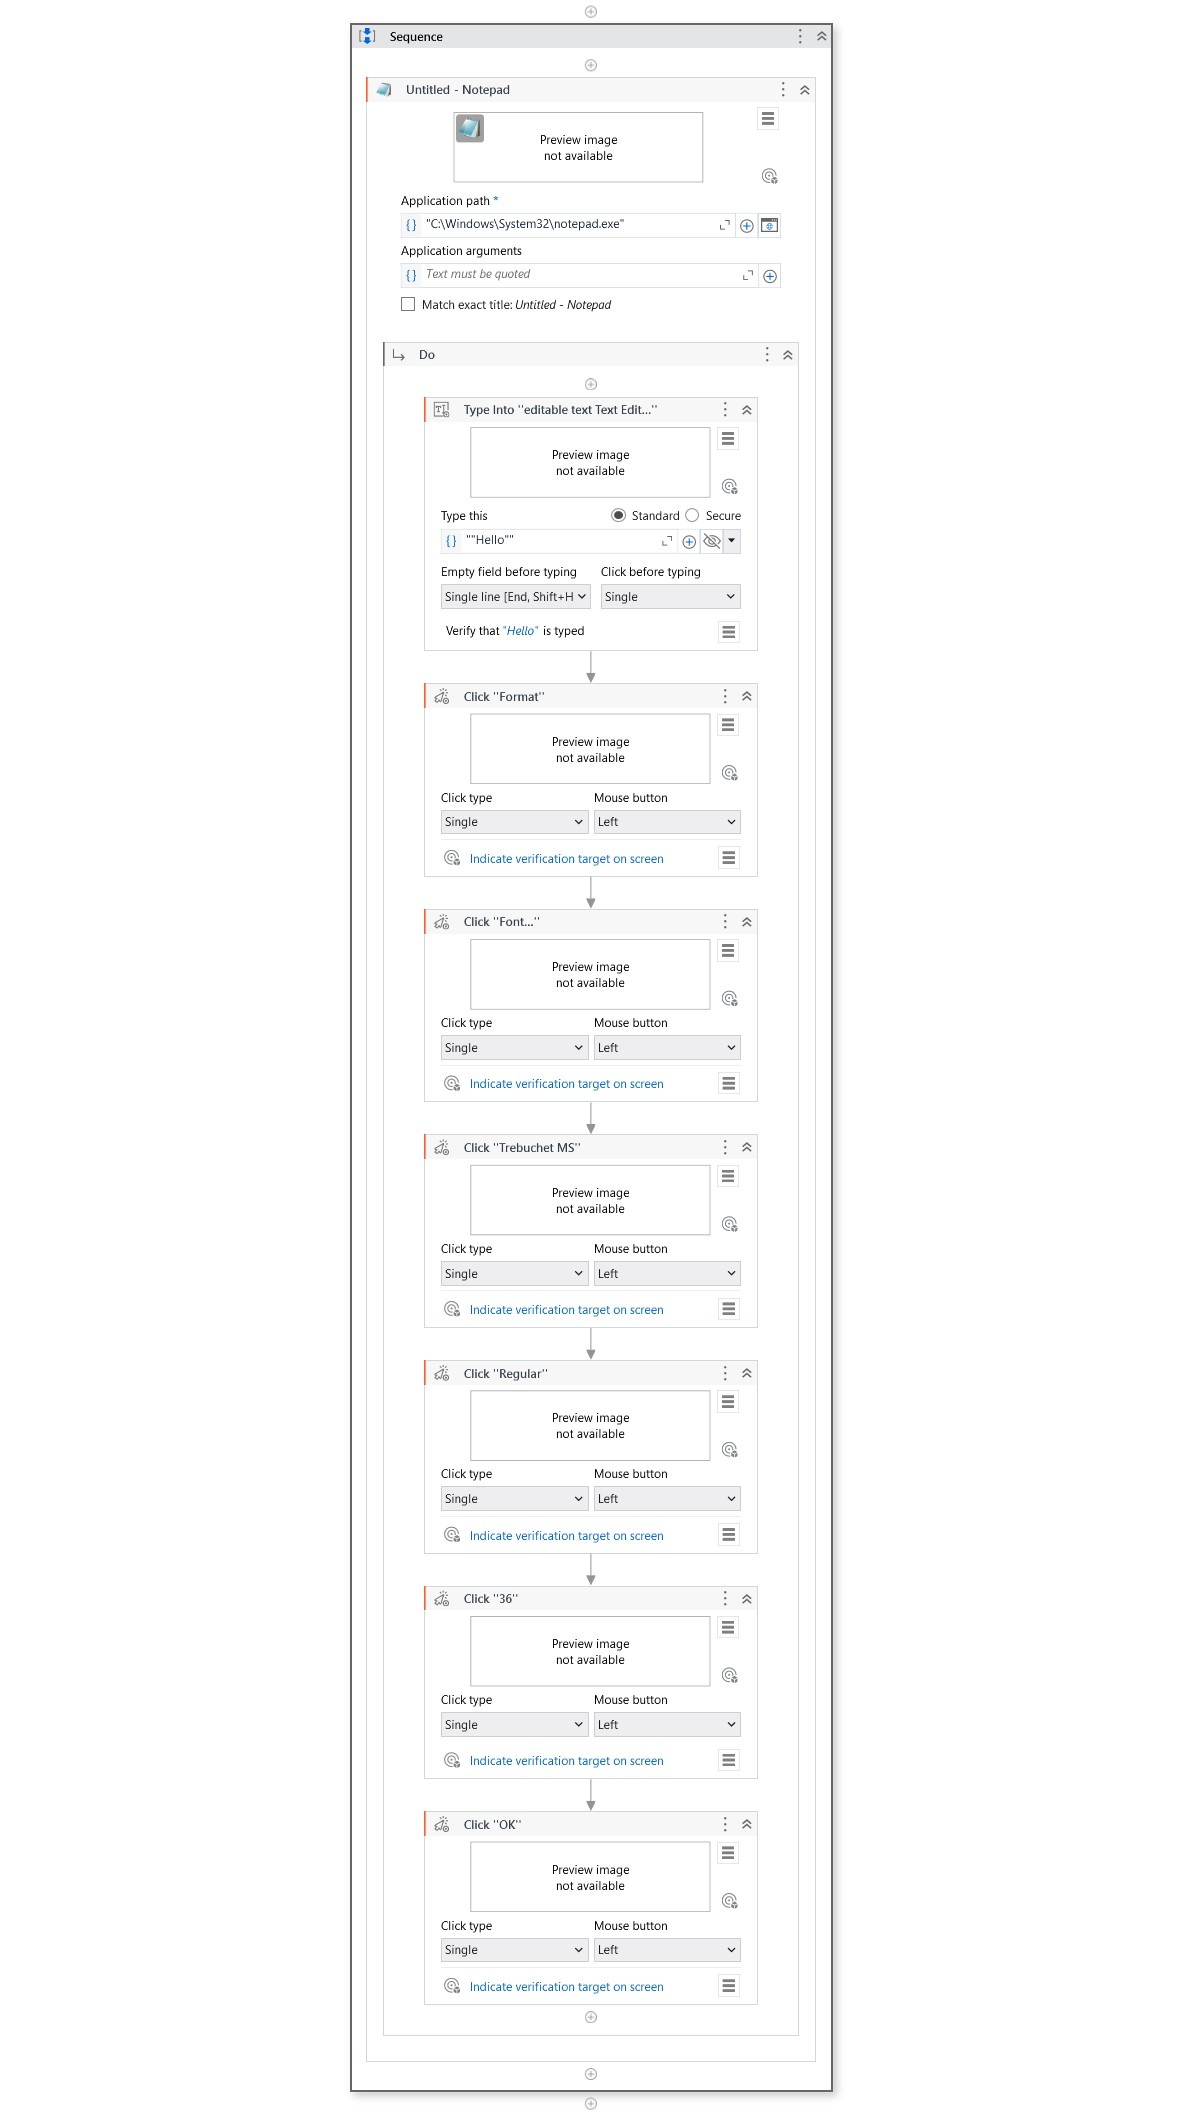 Sequence
Untitled - Notepad
Preview image
not available
Application path *
"C:\Windows\System32\notepad.exe"
Application arguments
Text must be quoted
Match exact title: Untitled - Notepad
Do
Type Into "editable text Text Edit..."
Preview image
not available
Type this Standard Secure
""Hello""
Empty field before typing Click before typing
Single line [End, Shift+H Single
Verify that "Hello" is typed
Click "Format"
Preview image
not available
Click type Mouse button
Single Left
Indicate verification target on screen
Click "Font..."
Preview image
not available
Click type Mouse button
Single Left
Indicate verification target on screen
Click "Trebuchet MS"
Preview image
not available
Click type Mouse button
Single Left
Indicate verification target on screen
Click "Regular"
Preview image
not available
Click type Mouse button
Single Left
Indicate verification target on screen
Click "36"
Preview image
not available
Click type Mouse button
Single Left
Indicate verification target on screen
Click "OK"
Preview image
not available
Click type Mouse button
Single Left
Indicate verification target on screen